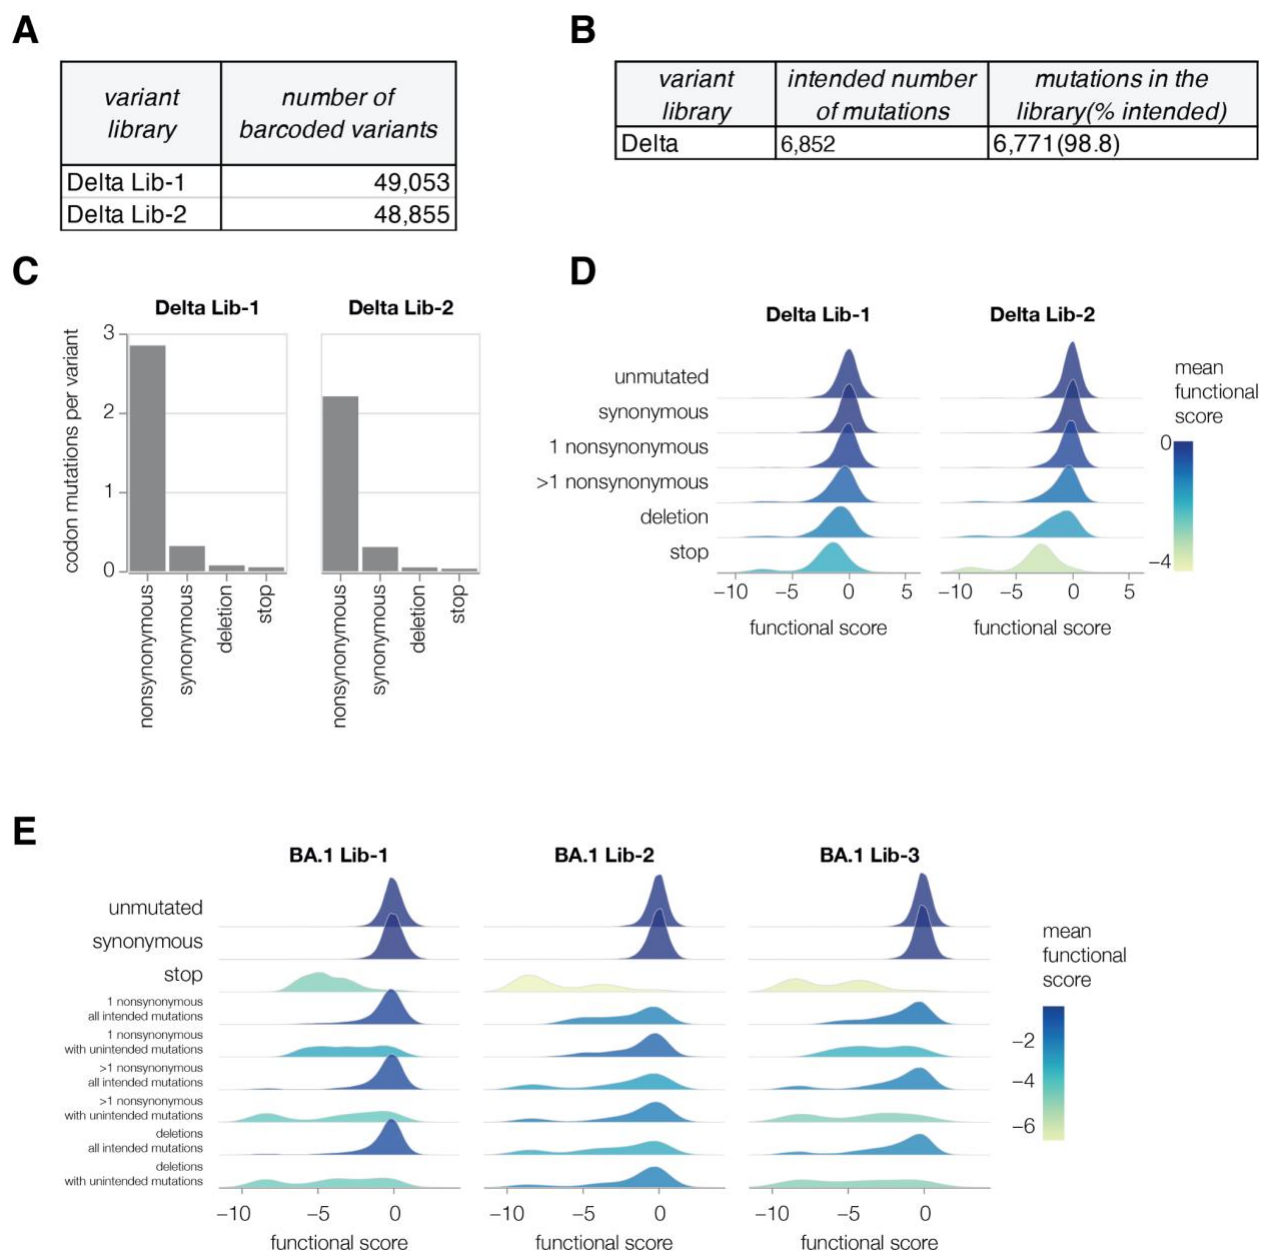 A
variant library
number of barcoded variants
Delta Lib-1 49,053
Delta Lib-2 48,855
B
variant library
intended number of mutations
mutations in the library(% intended)
Delta 6,852 6,771(98.8)
C
Delta Lib-1
Delta Lib-2
codon mutations per variant
3
2
1
0
nonsynonymous
synonymous
deletion
stop
nonsynonymous
synonymous
deletion
stop
D
Delta Lib-1
Delta Lib-2
unmutated
synonymous
1 nonsynonymous
>1 nonsynonymous
deletion
stop
−10 −5 0 5
−10 −5 0 5
functional score
functional score
mean
functional
score
0
−4
E
BA.1 Lib-1
BA.1 Lib-2
BA.1 Lib-3
unmutated
synonymous
stop
1 nonsynonymous
all intended mutations
1 nonsynonymous
with unintended mutations
>1 nonsynonymous
all intended mutations
>1 nonsynonymous
with unintended mutations
deletions
all intended mutations
deletions
with unintended mutations
−10 −5 0
−10 −5 0
−10 −5 0
functional score
functional score
functional score
mean
functional
score
−2
−4
−6